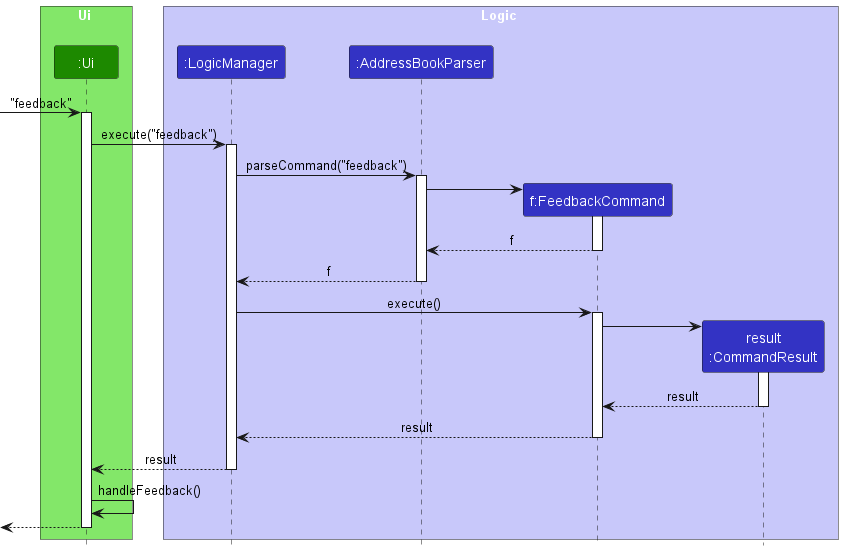 Ui
Logic
:Ui
:LogicManager
:AddressBookParser
"feedback"
execute("feedback")
parseCommand("feedback")
f:FeedbackCommand
f
f
execute()
result
:CommandResult
result
result
result
handleFeedback()